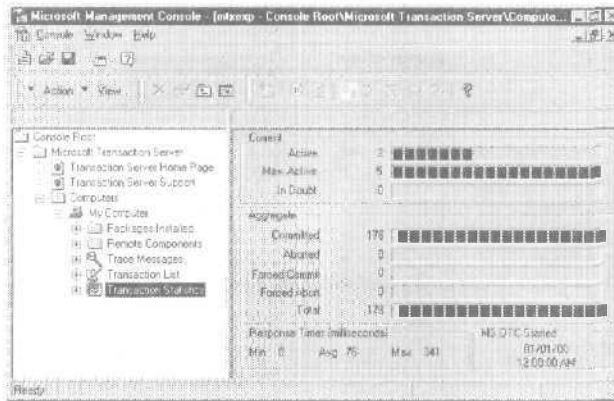 Microsoft Management Console - [mtxexp - Console Root\Microsoft Transaction Server\Compute...
Console Window Help
Action View
Console Root
Microsoft Transaction Server
Transaction Server Home Page
Transaction Server Support
Computers
My Computer
Packages Installed
Remote Components
Trace Messages
Transaction List
Transaction Statistics
Current
Active 2
Max. Active 5
In Doubt 0
Aggregate
Committed 178
Aborted 0
Forced Commit 0
Forced Abort 0
Total 178
Response Times (milliseconds)
Min: 0 Avg: 76 Max: 341
MS DTC Started
01/01/00
12:00:00 AM
Ready